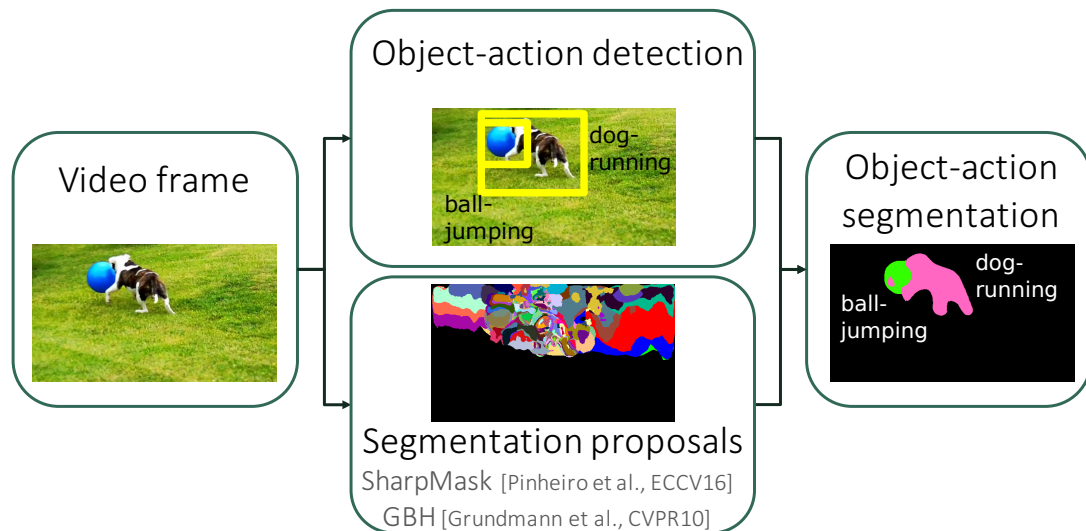 Video frame
Object-action detection
dog-
running
ball-
jumping
Segmentation proposals
SharpMask [Pinheiro et al., ECCV16]
GBH [Grundmann et al., CVPR10]
Object-action
segmentation
dog-
running
ball-
jumping